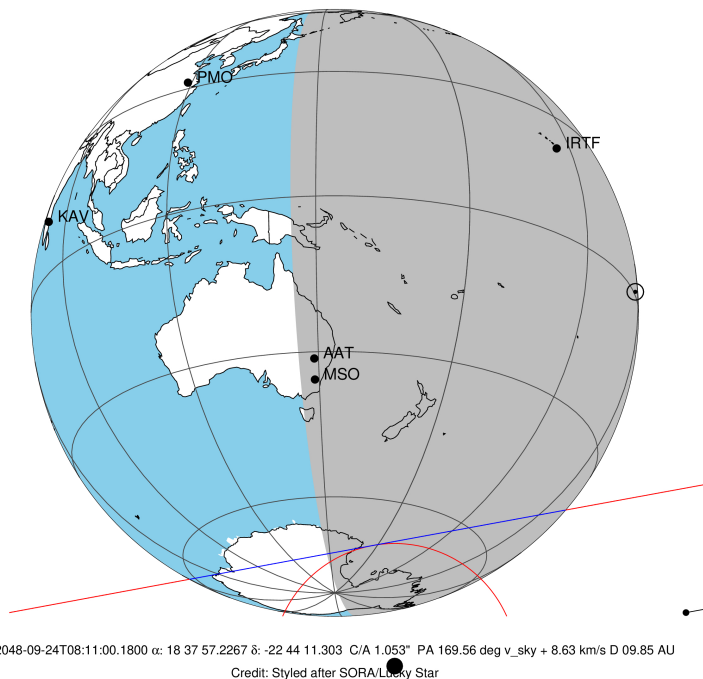 PMO
IRTF
KAV
AAT
MSO
2048-09-24T08:11:00.1800 α: 18 37 57.2267 δ: -22 44 11.303 C/A 1.053" PA 169.56 deg v_sky + 8.63 km/s D 09.85 AU
Credit: Styled after SORA/Lucky Star